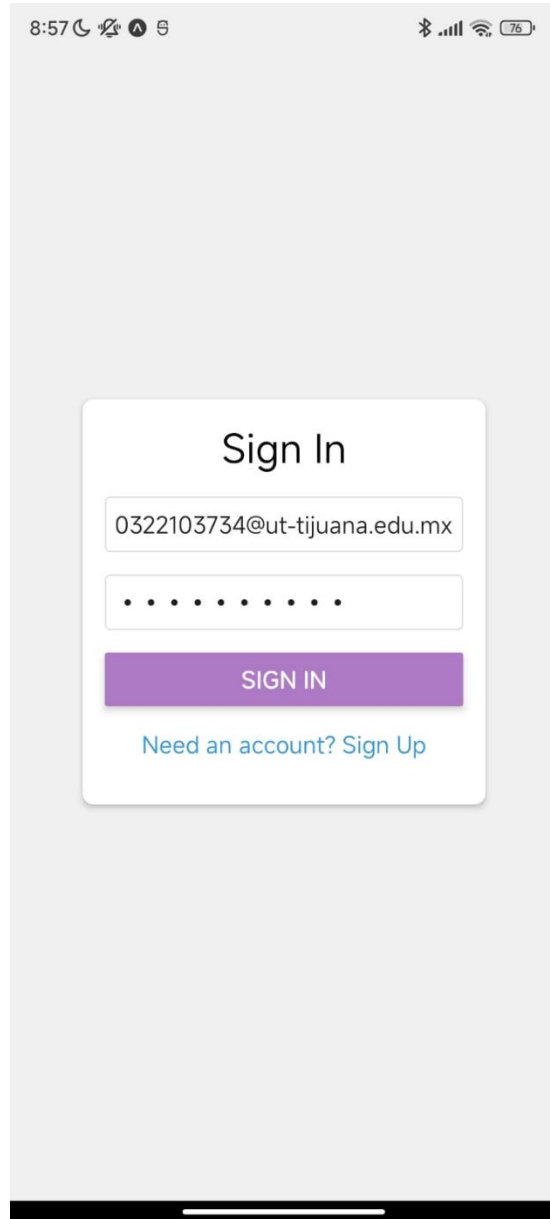 8:57
76
Sign In
0322103734@ut-tijuana.edu.mx
••••••••••
SIGN IN
Need an account? Sign Up